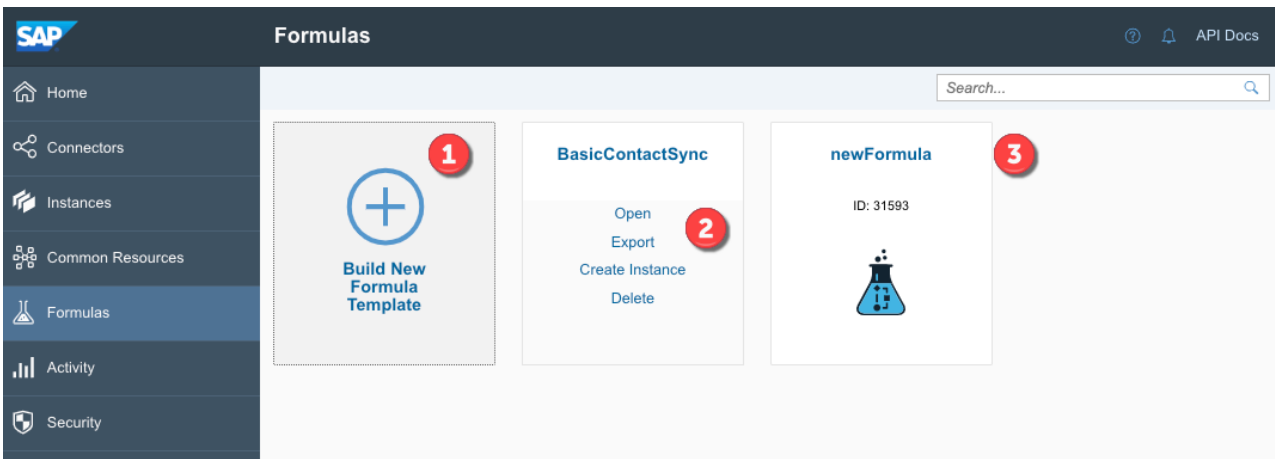 SAP
Formulas
API Docs
Home
Search...
Connectors
Instances
Common Resources
Formulas
Activity
Security
1
Build New
Formula
Template
BasicContactSync
Open
2
Export
Create Instance
Delete
newFormula
3
ID: 31593